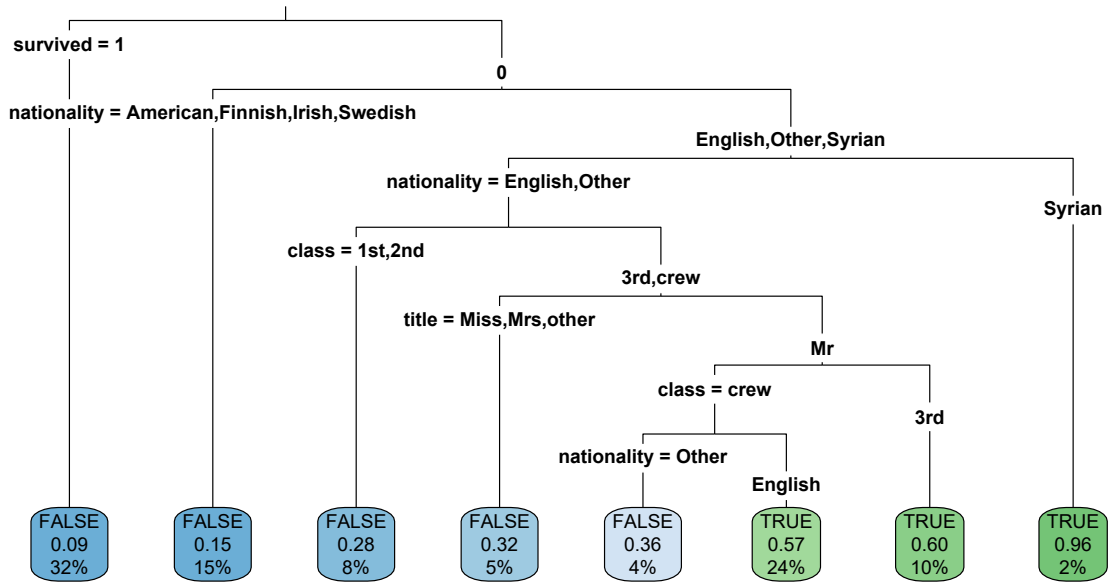 survived = 1
0
nationality = American,Finnish,Irish,Swedish
English,Other,Syrian
nationality = English,Other
Syrian
class = 1st,2nd
3rd,crew
title = Miss,Mrs,other
Mr
class = crew
3rd
nationality = Other
English
FALSE FALSE FALSE FALSE FALSE TRUE TRUE TRUE
0.09 0.15 0.28 0.32 0.36 0.57 0.60 0.96
32% 15% 8% 5% 4% 24% 10% 2%